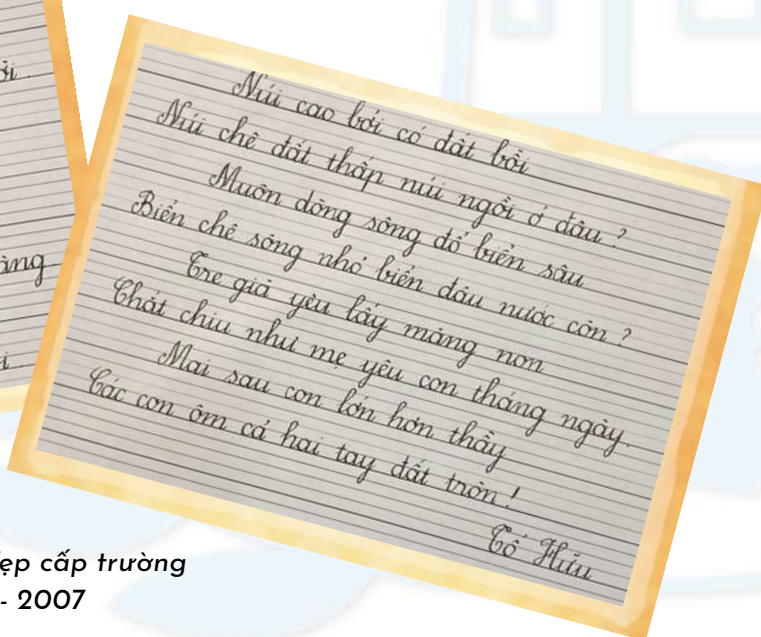 ởi.
àng
i.
Núi cao bởi có đất bồi
Núi chê đất thấp núi ngồi ở đâu?
Muôn dòng sông đổ biển sâu
Biển chê sông nhỏ biển đâu nước còn?
Tre già yêu lấy măng non
Chắt chiu như mẹ yêu con tháng ngày.
Mai sau con lớn hơn thầy
Các con ôm cả hai tay đất tròn!
Tố Hữu
ẹp cấp trường
- 2007